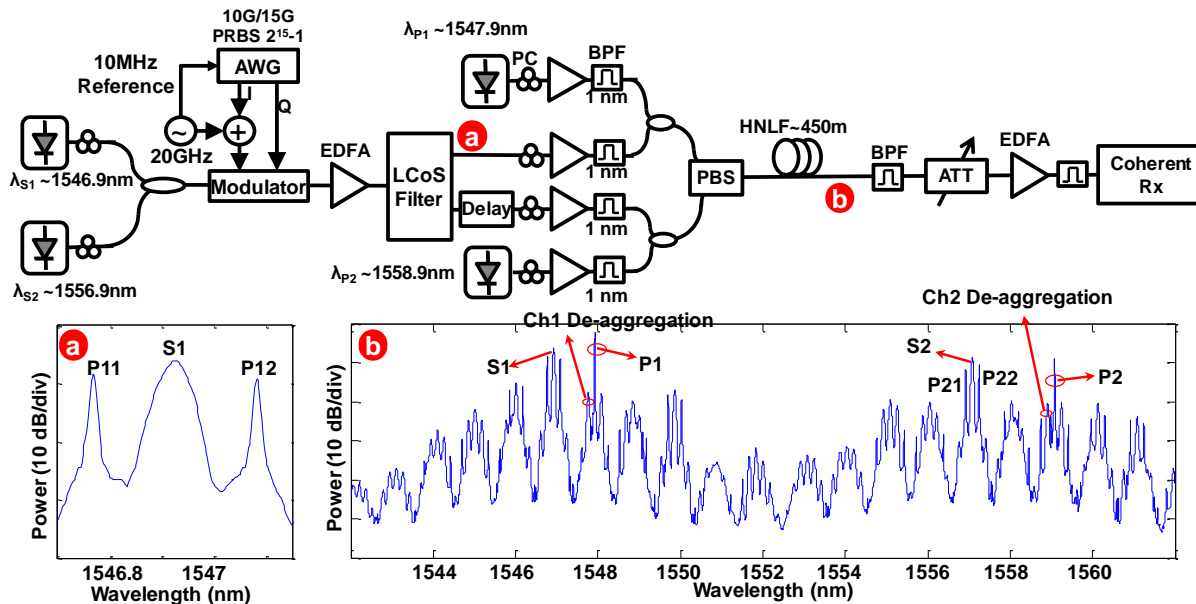 10G/15G
PRBS 2¹⁵-1
10MHz
Reference
AWG
I
Q
~
+
20GHz
λS1 ~1546.9nm
λS2 ~1556.9nm
Modulator
EDFA
LCoS
Filter
a
Delay
λP1 ~1547.9nm
PC
BPF
1 nm
1 nm
1 nm
1 nm
λP2 ~1558.9nm
PBS
HNLF~450m
b
BPF
ATT
EDFA
Coherent
Rx
a
P11
S1
P12
Power (10 dB/div)
1546.8
1547
Wavelength (nm)
b
Ch1 De-aggregation
Ch2 De-aggregation
S1
P1
S2
P21
P22
P2
Power (10 dB/div)
1544
1546
1548
1550
1552
1554
1556
1557
1558
1560
Wavelength (nm)